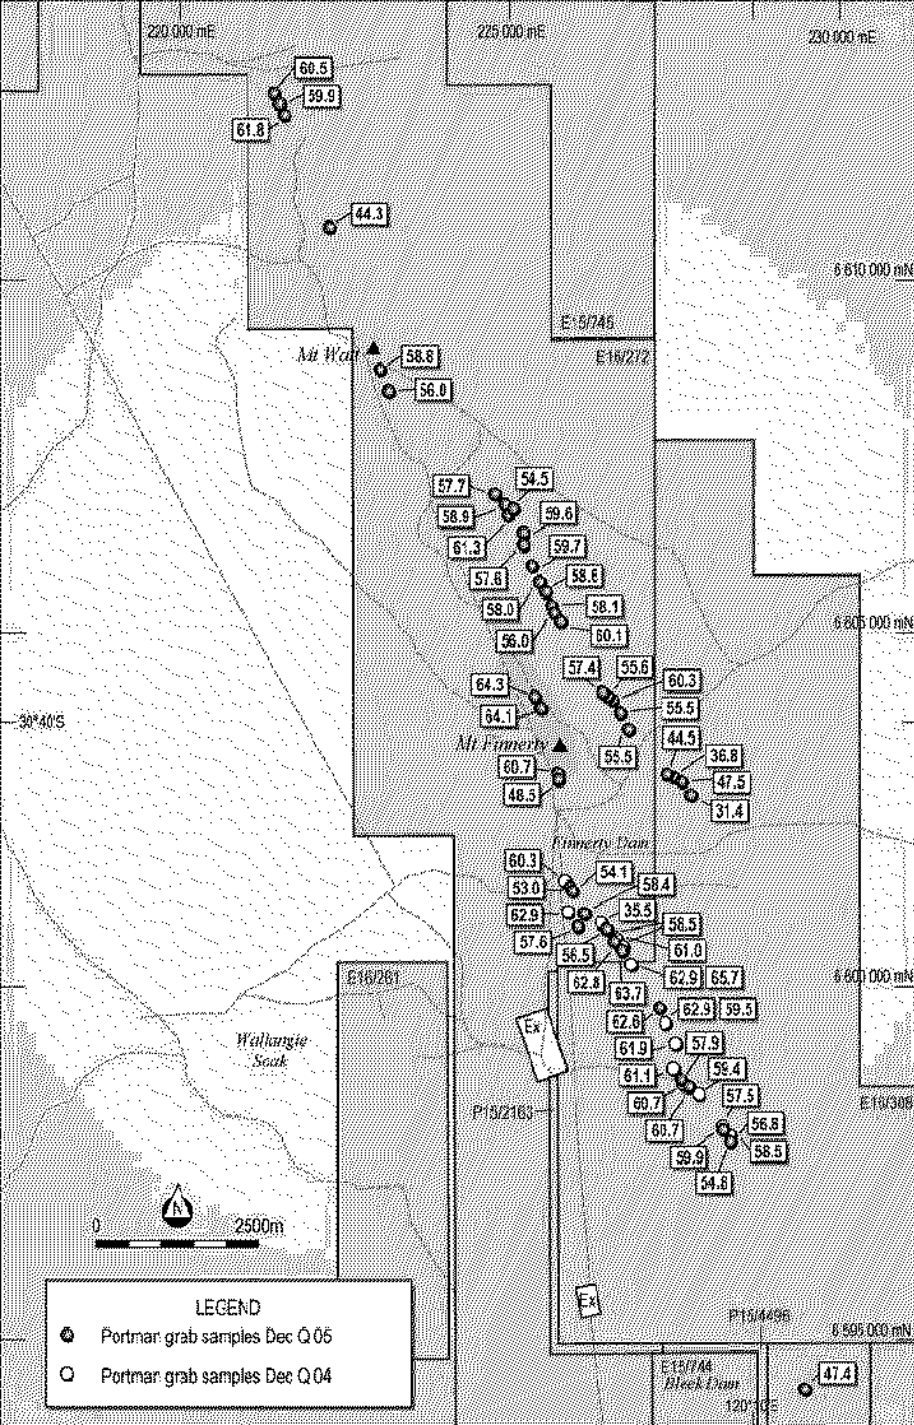 220 000 mE
225 000 mE
230 000 mE
60.5
59.9
61.8
44.3
6 610 000 mN
E15/745
E16/272
Mt Watt
58.8
56.0
57.7
54.5
58.9
59.6
61.3
59.7
57.6
58.6
58.0
58.1
56.0
60.1
6 605 000 mN
57.4
55.6
64.3
60.3
64.1
55.5
30°40'S
44.5
Mt Finnerty
55.5
36.8
60.7
47.5
48.5
31.4
Finnerty Dam
60.3
54.1
53.0
58.4
62.9
35.5
58.5
57.6
56.5
61.0
62.8
62.9 65.7
6 600 000 mN
E16/261
63.7
62.6
62.9 59.5
Ex
Wallangie
Soak
61.9
57.9
61.1
59.4
57.5
60.7
E16/308
P15/2163
56.8
60.7
58.5
59.9
54.8
N
0 2500m
LEGEND
Portman grab samples Dec Q 05
Portman grab samples Dec Q 04
Ex
P15/4496
6 595 000 mN
E15/744
Bleek Dam
47.4